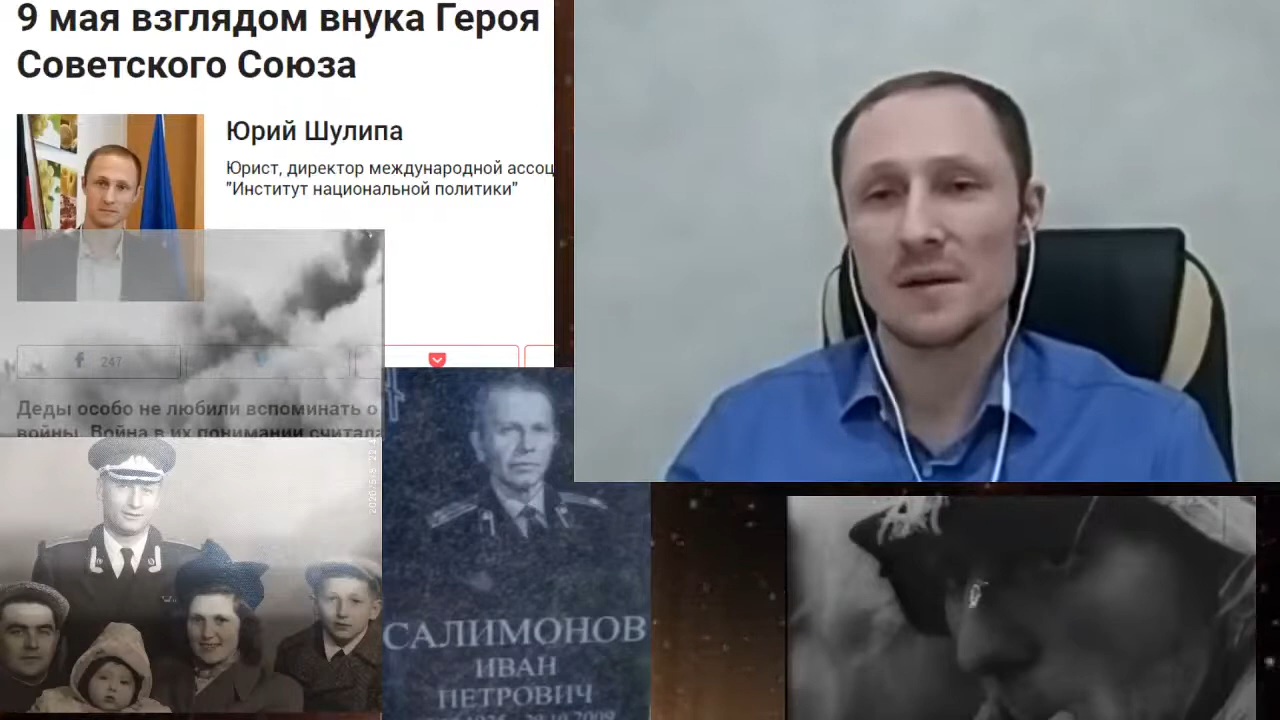 9 мая взглядом внука Героя
Советского Союза
Юрий Шулипа
Юрист, директор международной ассоц
"Институт национальной политики"
247
Деды особо не любили вспоминать о
войны. Война в их понимании считала
САЛИМОНОВ
ИВАН
ПЕТРОВИЧ